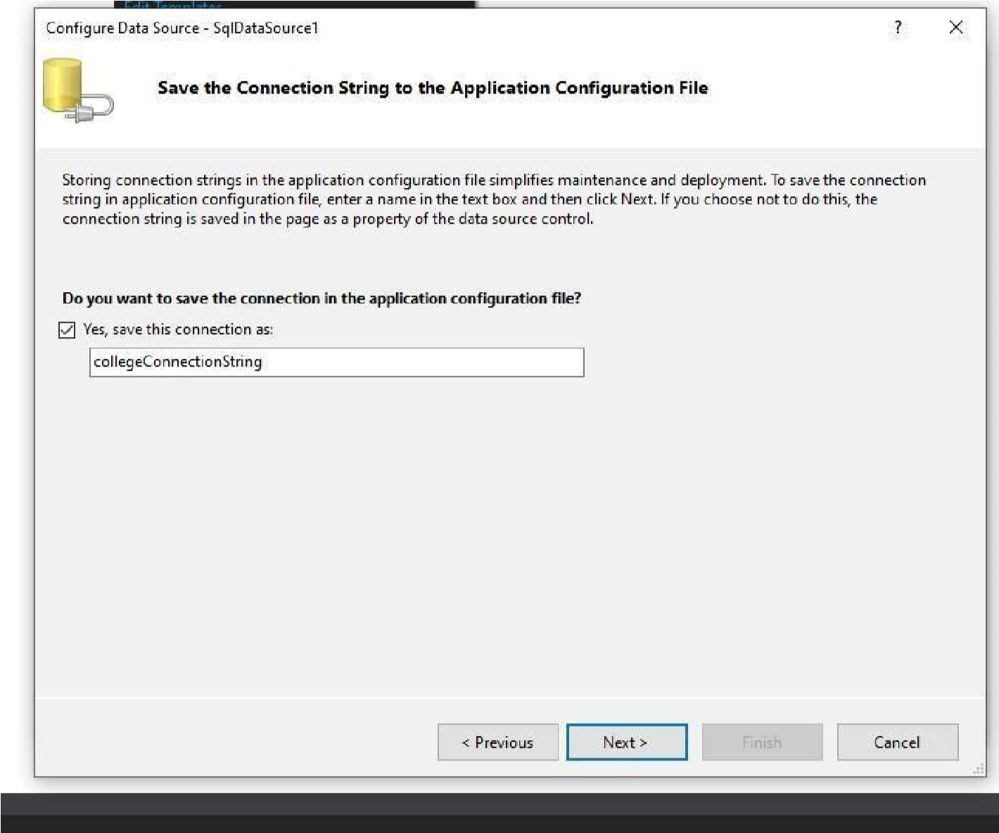 Edit Templates
Configure Data Source - SqlDataSource1
?
Save the Connection String to the Application Configuration File
Storing connection strings in the application configuration file simplifies maintenance and deployment. To save the connection
string in application configuration file, enter a name in the text box and then click Next. If you choose not to do this, the
connection string is saved in the page as a property of the data source control.
Do you want to save the connection in the application configuration file?
Yes, save this connection as:
collegeConnectionString
< Previous
Next >
Finish
Cancel